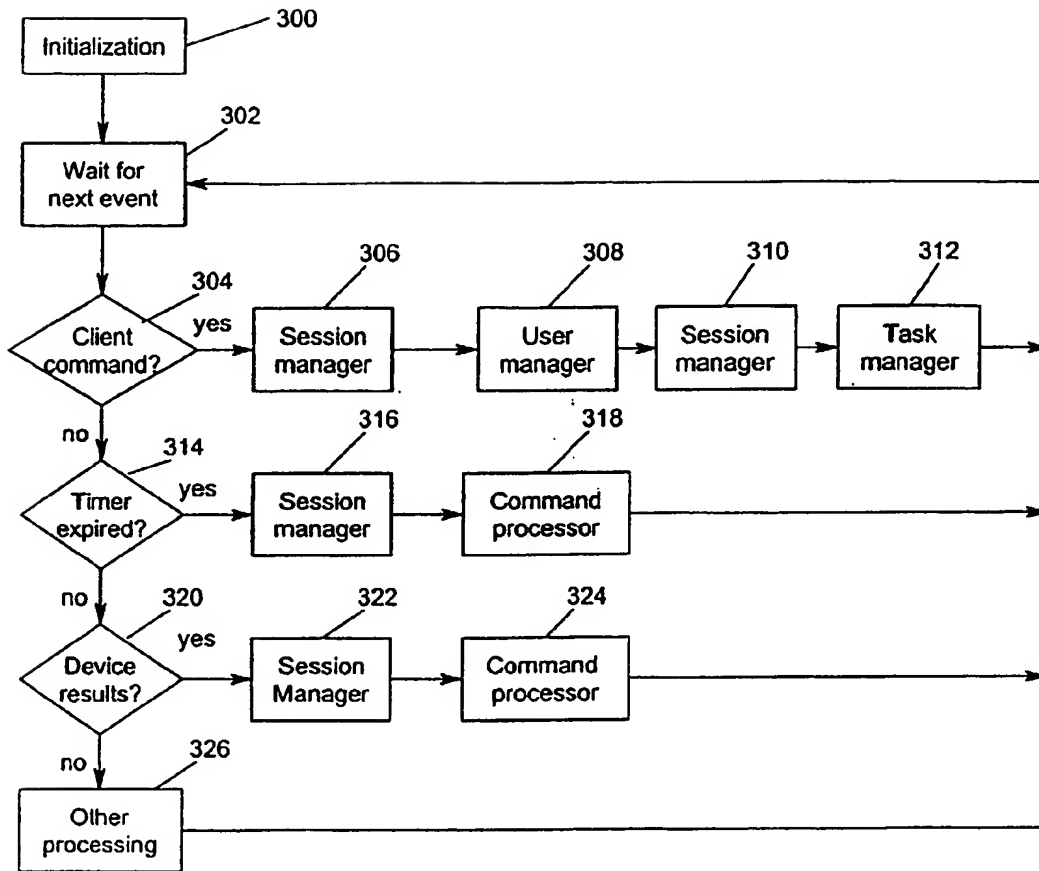 300
Initialization
302
Wait for
next event
304
306
308
310
312
Client
command?
yes
Session
manager
User
manager
Session
manager
Task
manager
no
314
316
318
Timer
expired?
yes
Session
manager
Command
processor
no
320
322
324
Device
results?
yes
Session
Manager
Command
processor
no
326
Other
processing